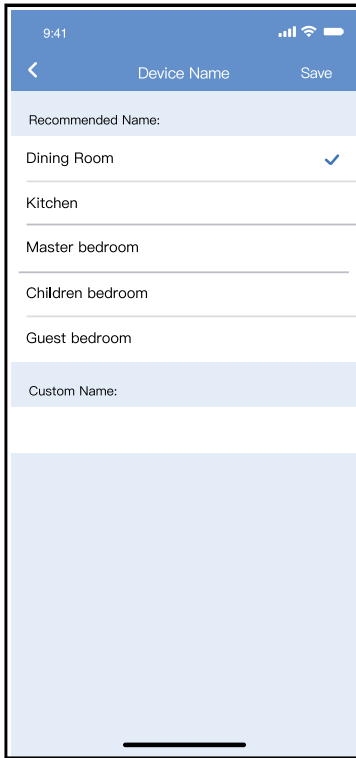 9:41
Device Name
Save
Recommended Name:
Dining Room
Kitchen
Master bedroom
Children bedroom
Guest bedroom
Custom Name: